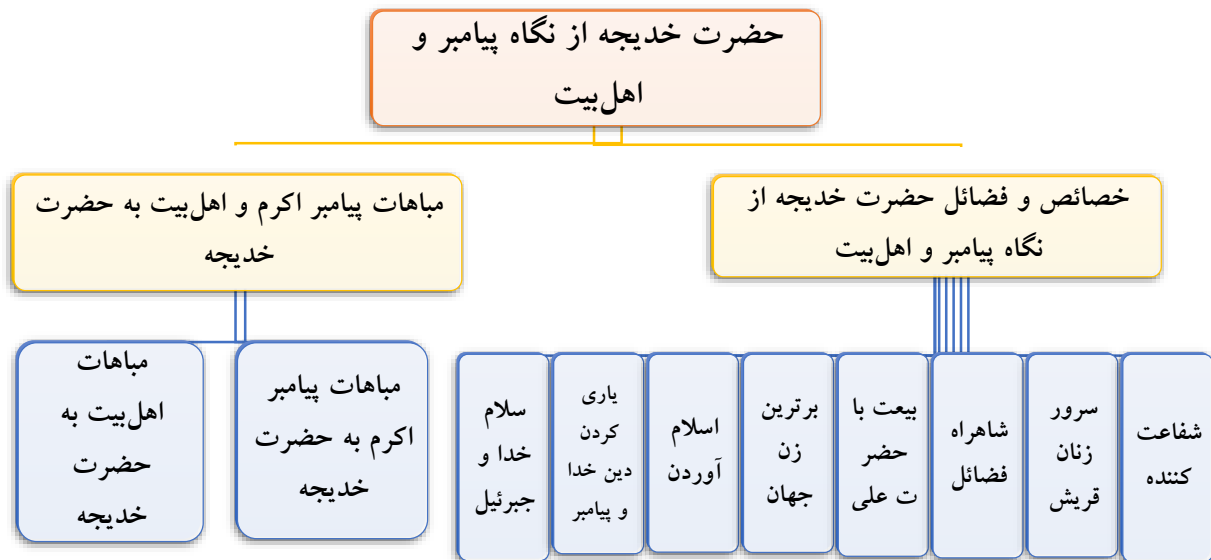 حضرت خدیجه از نگاه پیامبر و
اهل‌بیت
خصائص و فضائل حضرت خدیجه از
نگاه پیامبر و اهل‌بیت
مباهات پیامبر اکرم و اهل‌بیت به حضرت
خدیجه
شفاعت
کننده
سرور
زنان
قریش
شاهراه
فضائل
بیعت با
حضر
ت علی
برترین
زن
جهان
اسلام
آوردن
یاری
کردن
دین خدا
و پیامبر
سلام
خدا و
جبرئیل
مباهات پیامبر
اکرم به حضرت
خدیجه
مباهات
اهل‌بیت به
حضرت
خدیجه